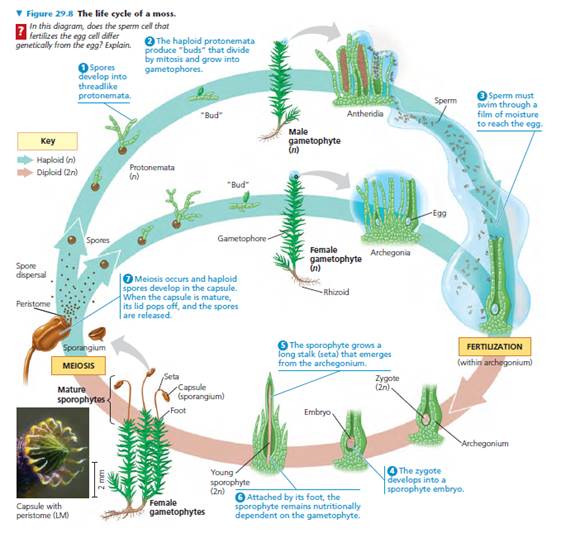 ▼ Figure 29.8 The life cycle of a moss.
? In this diagram, does the sperm cell that
fertilizes the egg cell differ
genetically from the egg? Explain.
2 The haploid protonemata
produce "buds" that divide
by mitosis and grow into
gametophores.
1 Spores
develop into
threadlike
protonemata.
Key
Haploid (n)
Diploid (2n)
"Bud"
Male
gametophyte
(n)
Antheridia
Sperm
3 Sperm must
swim through a
film of moisture
to reach the egg.
Protonemata
(n)
"Bud"
Egg
Gametophore
Female
gametophyte
(n)
Archegonia
Rhizoid
Spores
Spore
dispersal
Peristome
7 Meiosis occurs and haploid
spores develop in the capsule.
When the capsule is mature,
its lid pops off, and the spores
are released.
Sporangium
MEIOSIS
5 The sporophyte grows a
long stalk (seta) that emerges
from the archegonium.
FERTILIZATION
(within archegonium)
Seta
Capsule
(sporangium)
Mature
sporophytes
Foot
Zygote
(2n)
Embryo
Archegonium
4 The zygote
develops into a
sporophyte embryo.
Young
sporophyte
(2n)
6 Attached by its foot, the
sporophyte remains nutritionally
dependent on the gametophyte.
2 mm
Capsule with
peristome (LM)
Female
gametophytes